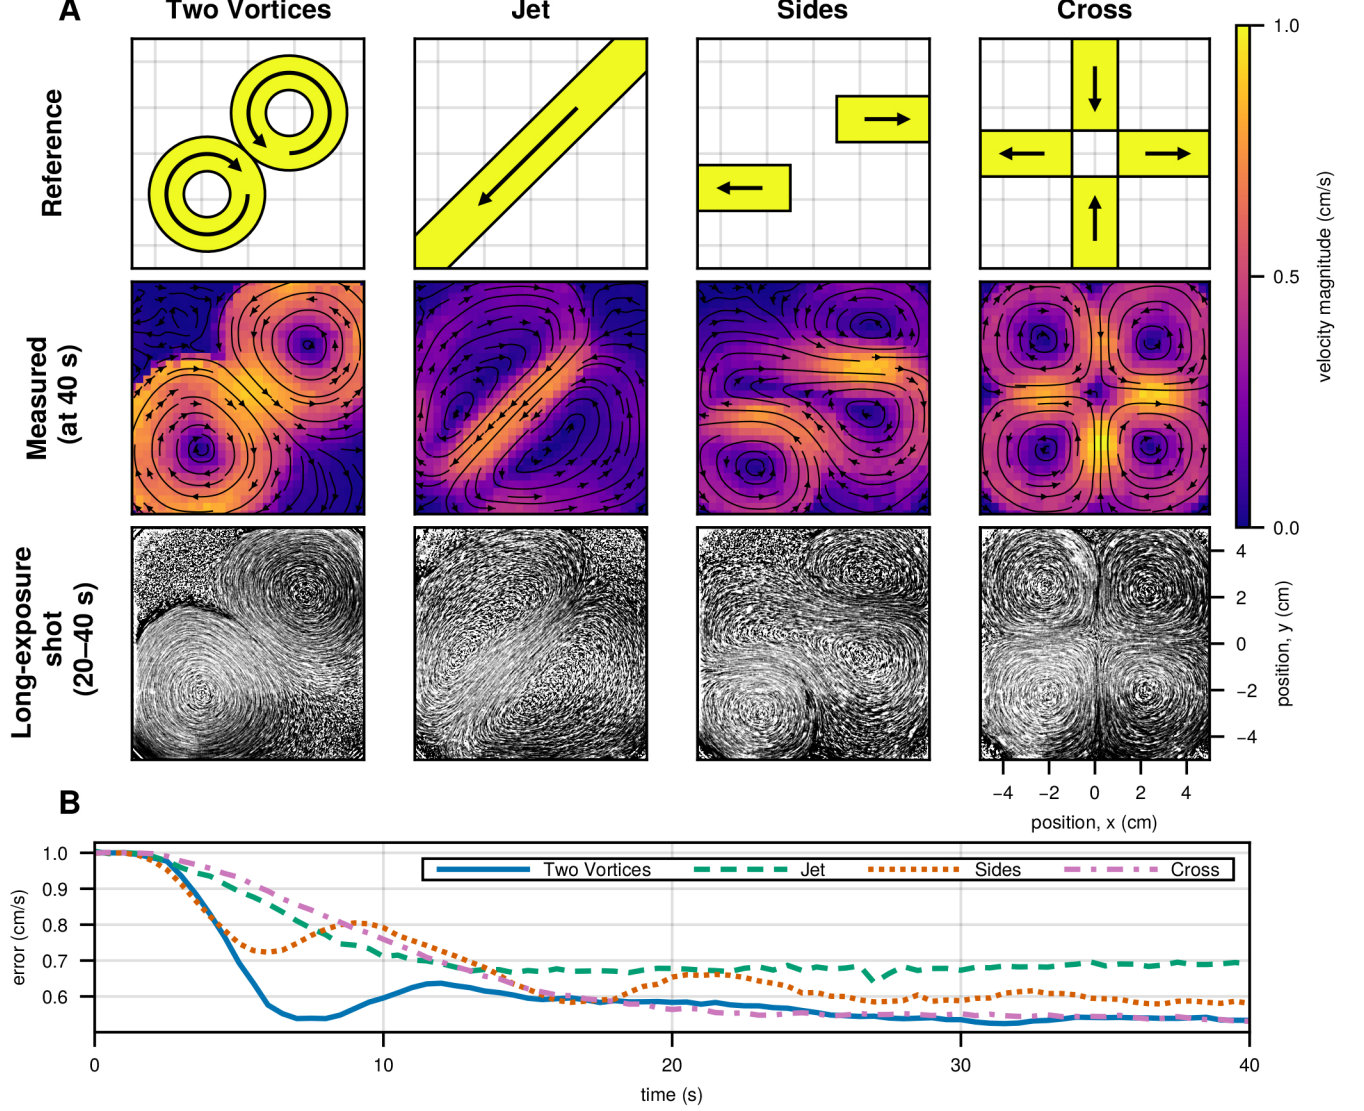 A
Two Vortices
Jet
Sides
Cross
Reference
Measured
(at 40 s)
Long-exposure
shot
(20–40 s)
1.0
0.5
0.0
velocity magnitude (cm/s)
4
2
0
−2
−4
position, y (cm)
−4 −2 0 2 4
position, x (cm)
B
1.0
0.9
0.8
0.7
0.6
error (cm/s)
Two Vortices Jet Sides Cross
0 10 20 30 40
time (s)